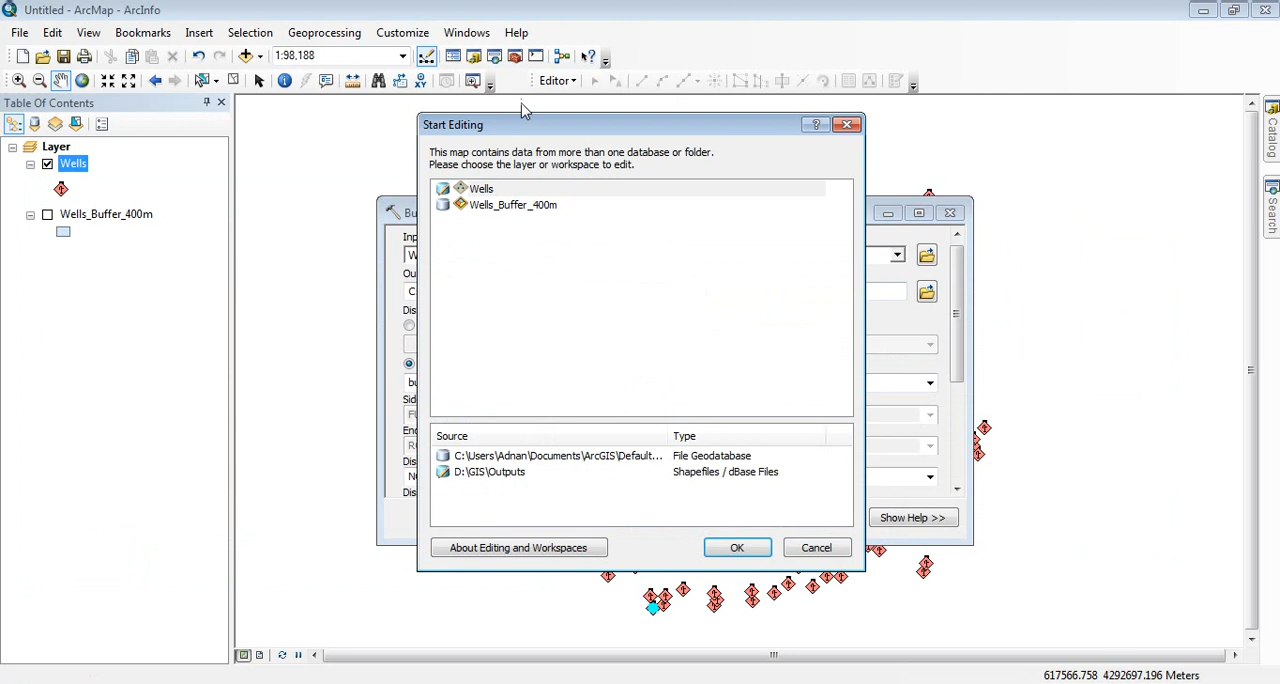 Untitled - ArcMap - ArcInfo
File Edit View Bookmarks Insert Selection Geoprocessing Customize Windows Help
1:98,188
Editor
Table Of Contents
Layer
Wells
Wells_Buffer_400m
Start Editing
This map contains data from more than one database or folder.
Please choose the layer or workspace to edit.
Wells
Wells_Buffer_400m
Source Type
C:\Users\Adnan\Documents\ArcGIS\Default... File Geodatabase
D:\GIS\Outputs Shapefiles / dBase Files
About Editing and Workspaces OK Cancel
Show Help >>
Catalog
Search
617566.758 4292697.196 Meters